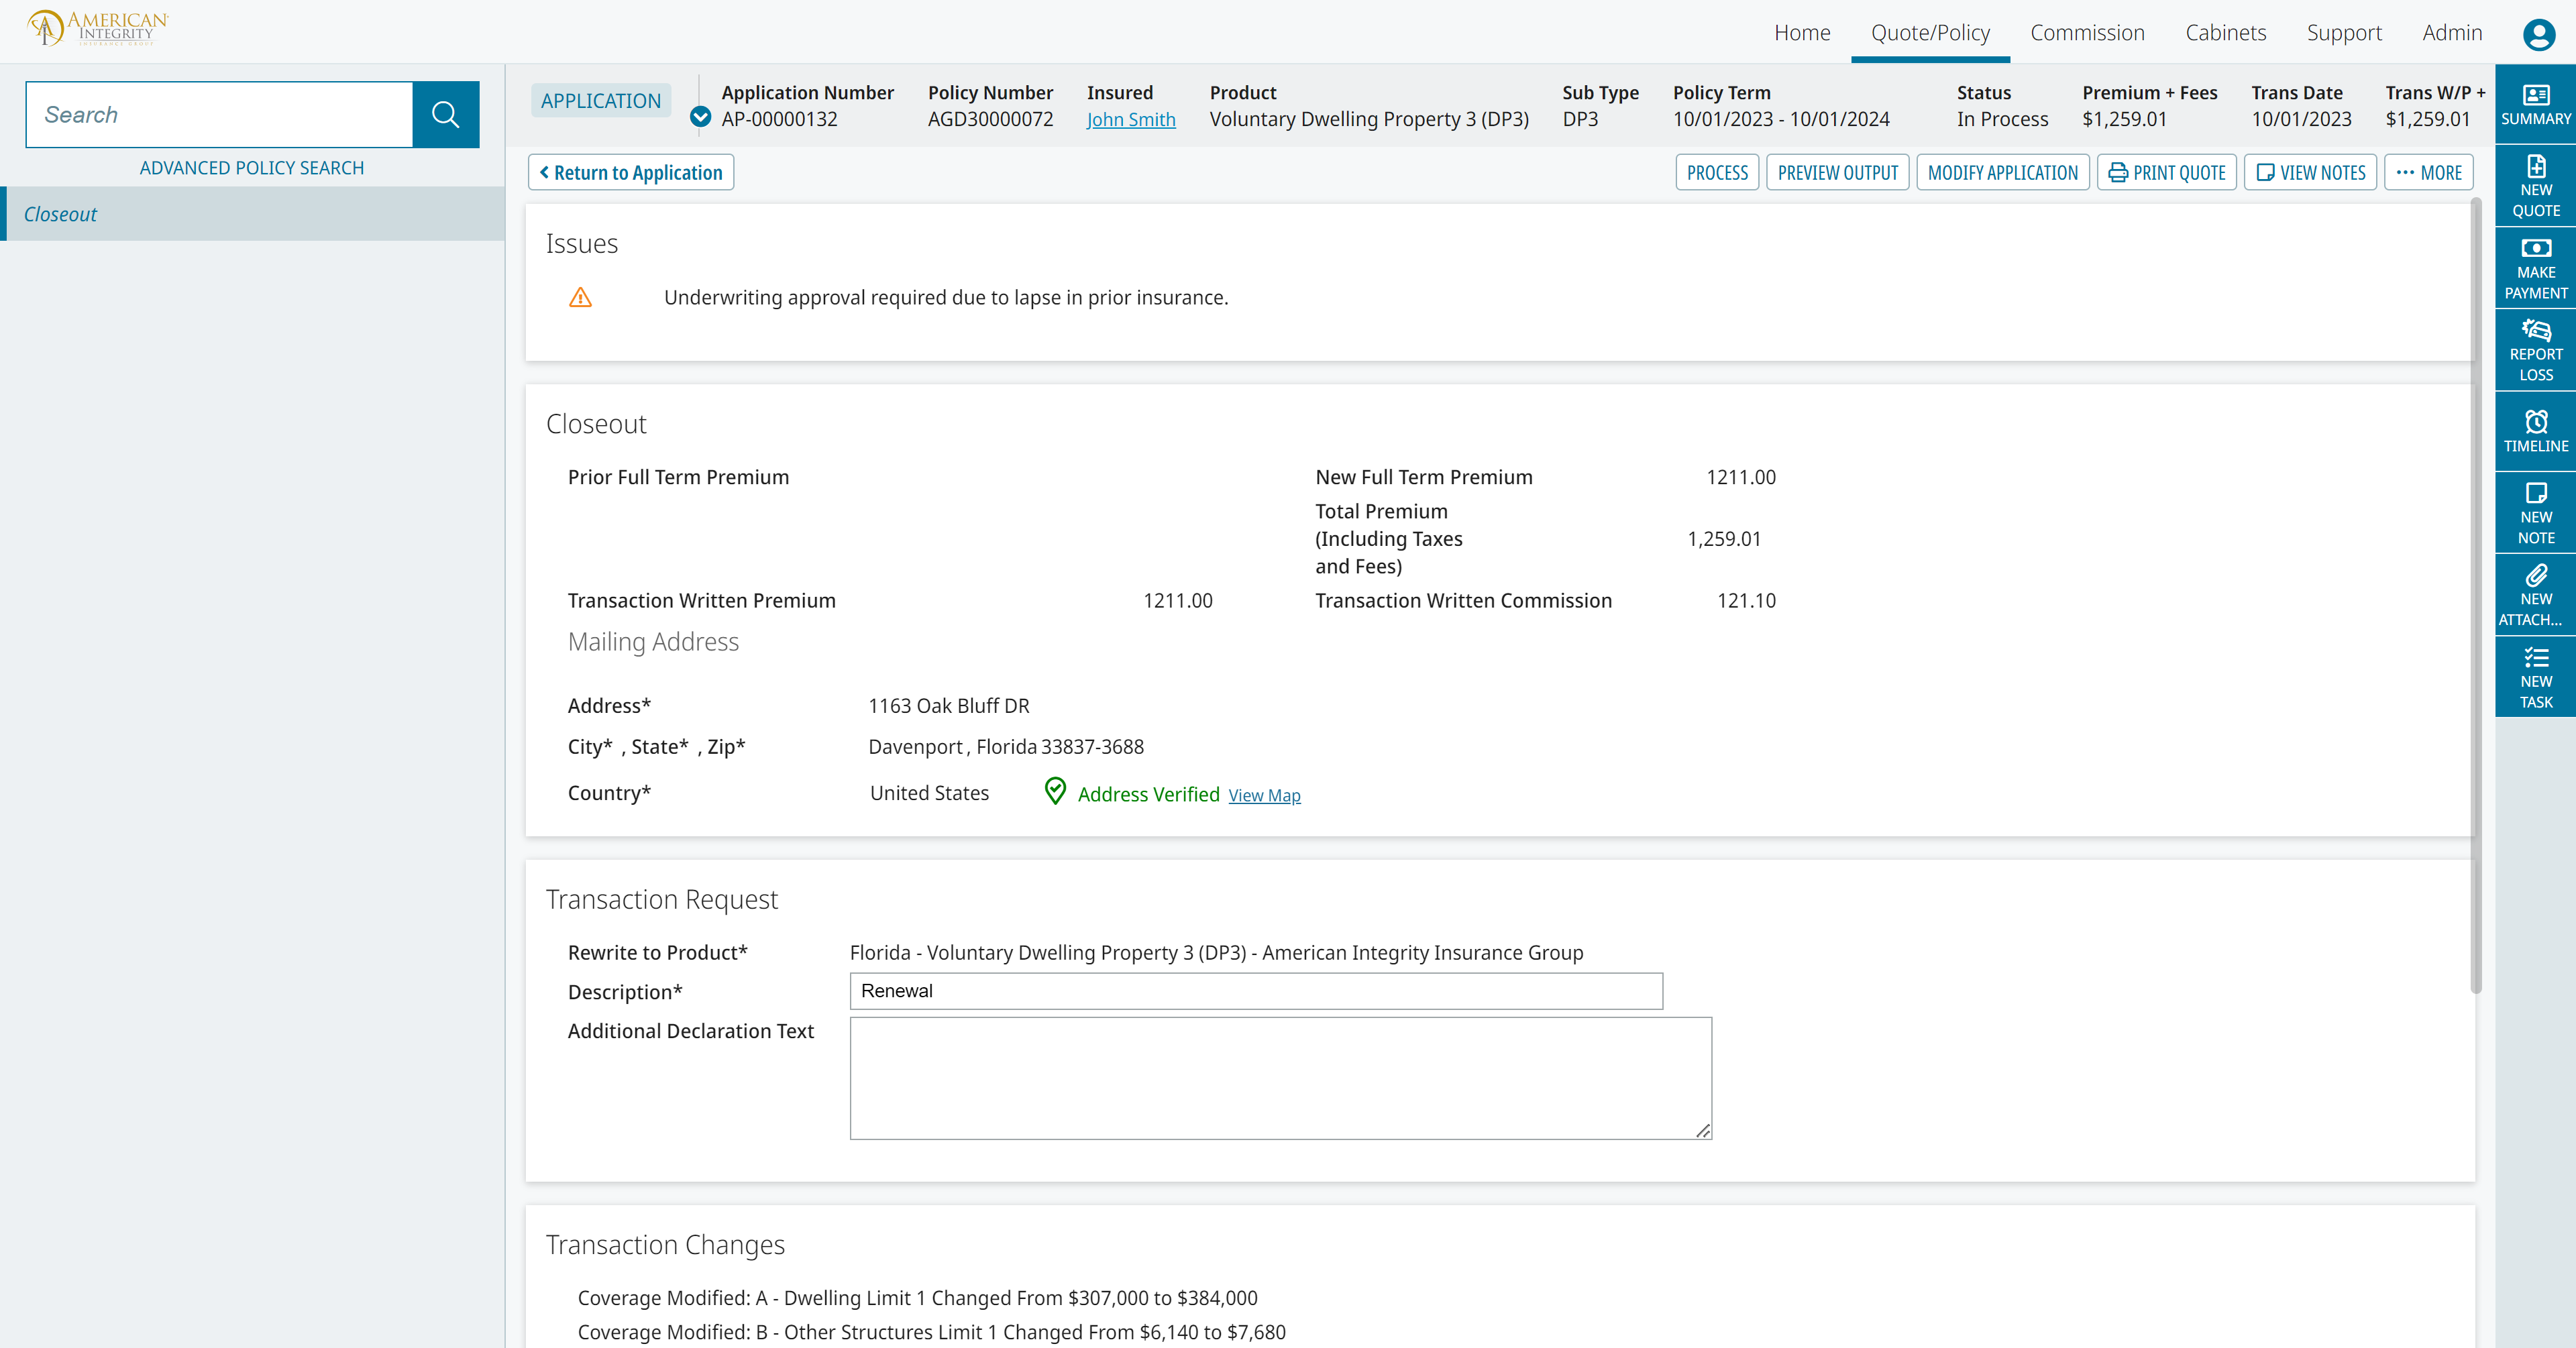 AMERICAN
INTEGRITY
INSURANCE GROUP
Home
Quote/Policy
Commission
Cabinets
Support
Admin
Search
ADVANCED POLICY SEARCH
Closeout
APPLICATION
Application Number
AP-00000132
Policy Number
AGD30000072
Insured
John Smith
Product
Voluntary Dwelling Property 3 (DP3)
Sub Type
DP3
Policy Term
10/01/2023 - 10/01/2024
Status
In Process
Premium + Fees
$1,259.01
Trans Date
10/01/2023
Trans W/P +
$1,259.01
Return to Application
PROCESS
PREVIEW OUTPUT
MODIFY APPLICATION
PRINT QUOTE
VIEW NOTES
MORE
Issues
Underwriting approval required due to lapse in prior insurance.
Closeout
Prior Full Term Premium
New Full Term Premium 1211.00
Total Premium
(Including Taxes 1,259.01
and Fees)
Transaction Written Premium 1211.00
Transaction Written Commission 121.10
Mailing Address
Address* 1163 Oak Bluff DR
City* , State* , Zip* Davenport , Florida 33837-3688
Country* United States Address Verified View Map
Transaction Request
Rewrite to Product* Florida - Voluntary Dwelling Property 3 (DP3) - American Integrity Insurance Group
Description* Renewal
Additional Declaration Text
Transaction Changes
Coverage Modified: A - Dwelling Limit 1 Changed From $307,000 to $384,000
Coverage Modified: B - Other Structures Limit 1 Changed From $6,140 to $7,680
SUMMARY
NEW
QUOTE
MAKE
PAYMENT
REPORT
LOSS
TIMELINE
NEW
NOTE
NEW
ATTACH...
NEW
TASK